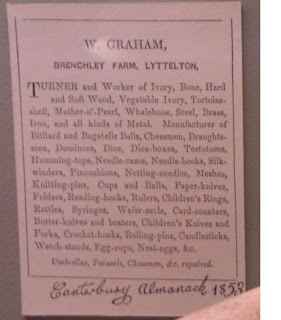 W. GRAHAM,
BRENCHLEY FARM, LYTTELTON,
TURNER and Worker of Ivory, Bone, Hard
and Soft Wood, Vegetable Ivory, Tortoise-
shell, Mother-o'-Pearl, Whalebone, Steel, Brass,
Iron, and all kinds of Metal. Manufacturer of
Billiard and Bagatelle Balls, Chessmen, Draughts-
men, Dominoes, Dice, Dice-boxes, Teetotums,
Humming-tops, Needle-cases, Needle-books, Silk-
winders, Pincushions, Netting-needles, Meshes,
Knitting-pins, Cups and Balls, Paper-knives,
Folders, Reading-hooks, Rulers, Children's Rings,
Rattles, Syringes, Wafer-seals, Card-counters,
Butter-knives and beaters, Children's Knives and
Forks, Crochet-hooks, Rolling-pins, Candlesticks,
Watch-stands, Egg-cups, Nest-eggs, &c.
Umbrellas, Parasols, Chessmen, &c. repaired.
Canterbury Almanack 1853